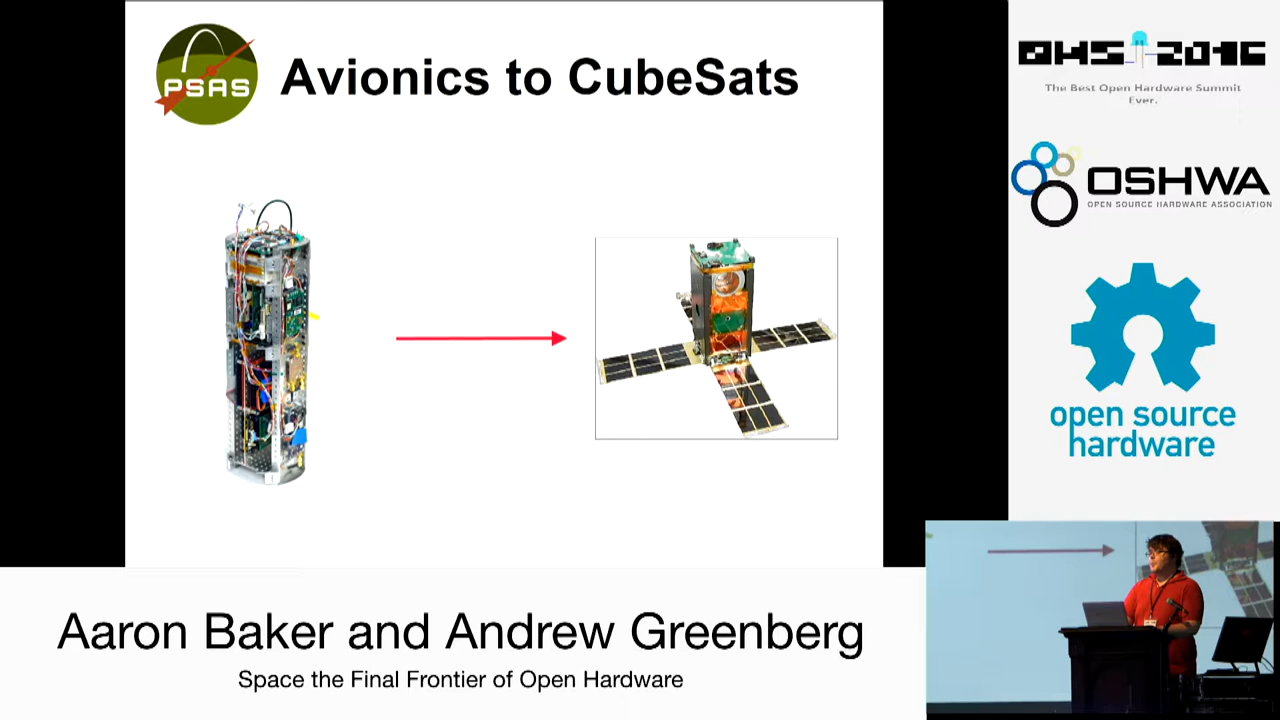 PSAS
Avionics to CubeSats
OHS 2016
The Best Open Hardware Summit
Ever.
OSHWA
OPEN SOURCE HARDWARE ASSOCIATION
open source
hardware
Aaron Baker and Andrew Greenberg
Space the Final Frontier of Open Hardware